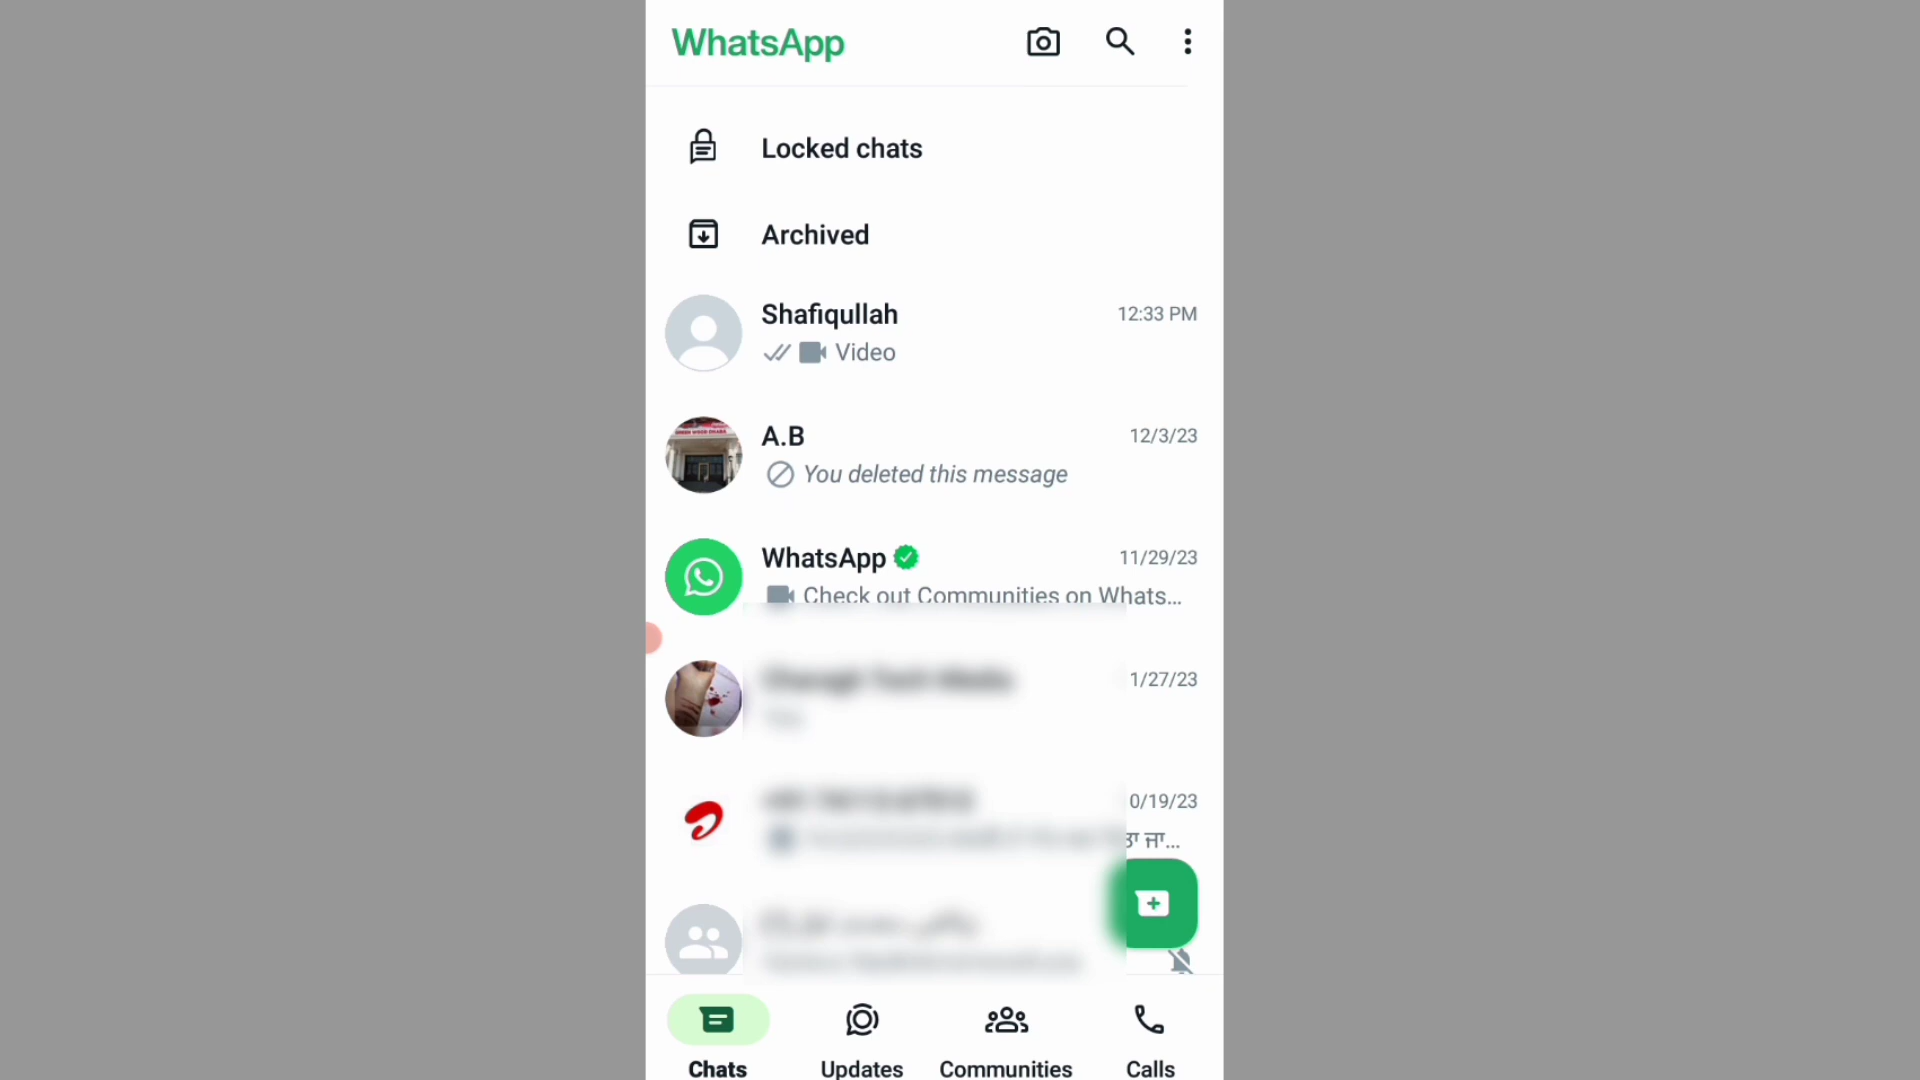 WhatsApp
Locked chats
Archived
Shafiqullah
12:33 PM
Video
A.B
12/3/23
You deleted this message
WhatsApp
11/29/23
Check out Communities on Whats...
1/27/23
0/19/23
ਜਾ...
Chats
Updates
Communities
Calls